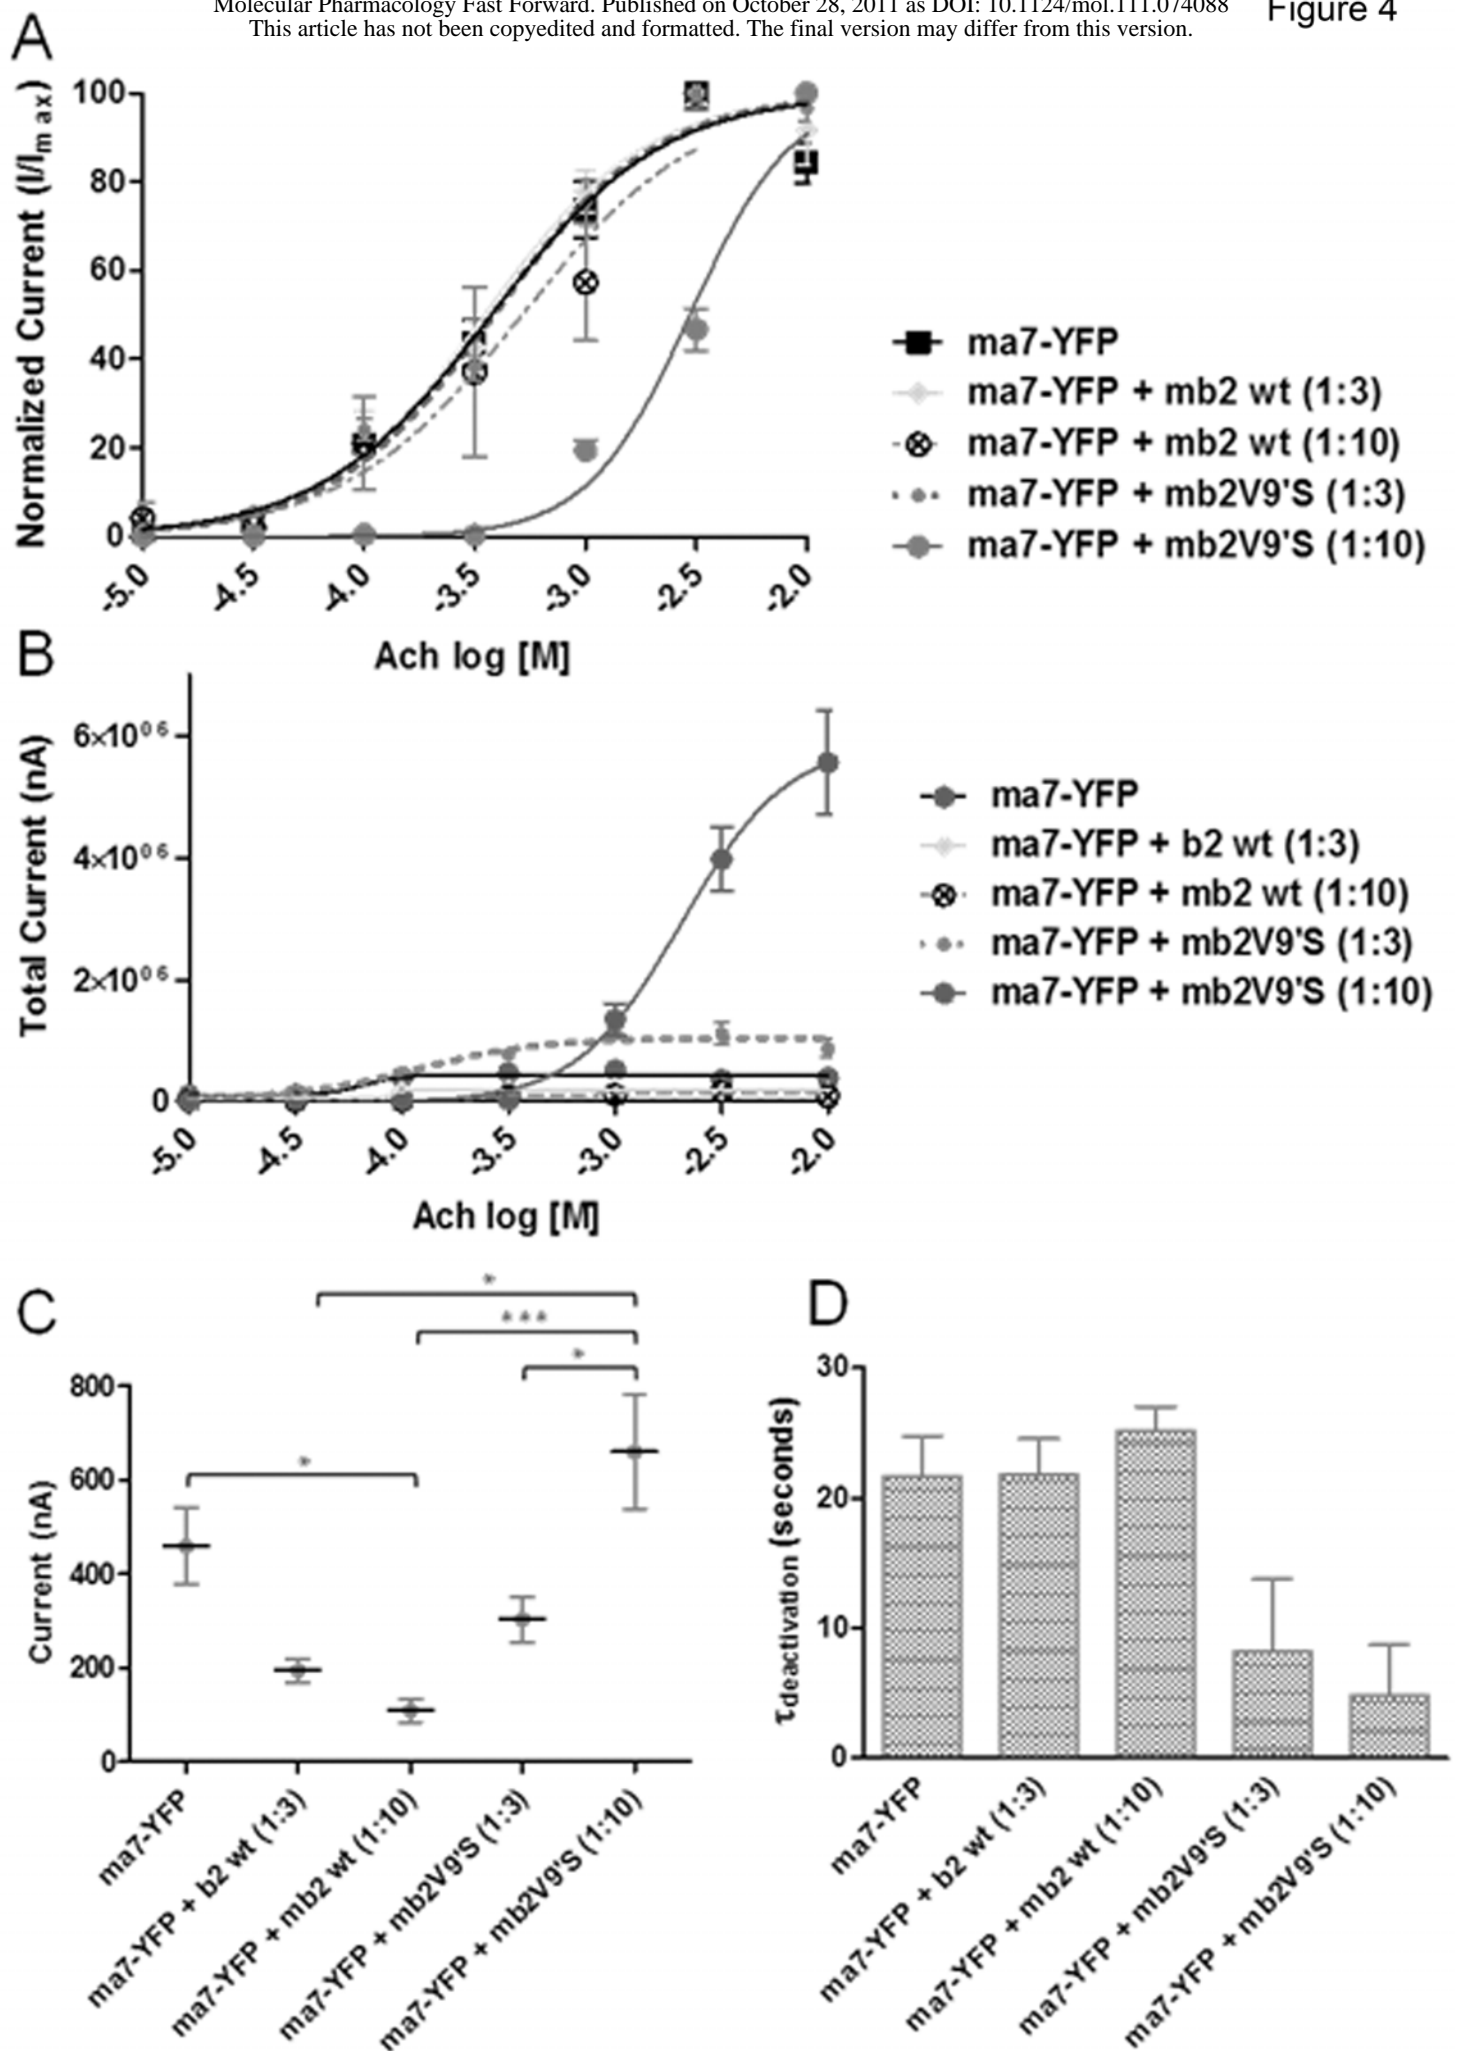 Molecular Pharmacology Fast Forward. Published on October 28, 2011 as DOI: 10.1124/mol.111.074088
This article has not been copyedited and formatted. The final version may differ from this version.
Figure 4
A
Normalized Current (I/Im ax)
100
80
60
40
20
0
-5.0 -4.5 -4.0 -3.5 -3.0 -2.5 -2.0
Ach log [M]
ma7-YFP
ma7-YFP + mb2 wt (1:3)
ma7-YFP + mb2 wt (1:10)
ma7-YFP + mb2V9'S (1:3)
ma7-YFP + mb2V9'S (1:10)
B
Total Current (nA)
6×10⁰⁶
4×10⁰⁶
2×10⁰⁶
0
-5.0 -4.5 -4.0 -3.5 -3.0 -2.5 -2.0
Ach log [M]
ma7-YFP
ma7-YFP + b2 wt (1:3)
ma7-YFP + mb2 wt (1:10)
ma7-YFP + mb2V9'S (1:3)
ma7-YFP + mb2V9'S (1:10)
C
Current (nA)
800
600
400
200
0
*
***
*
*
ma7-YFP
ma7-YFP + b2 wt (1:3)
ma7-YFP + mb2 wt (1:10)
ma7-YFP + mb2V9'S (1:3)
ma7-YFP + mb2V9'S (1:10)
D
τdeactivation (seconds)
30
20
10
0
ma7-YFP
ma7-YFP + b2 wt (1:3)
ma7-YFP + mb2 wt (1:10)
ma7-YFP + mb2V9'S (1:3)
ma7-YFP + mb2V9'S (1:10)